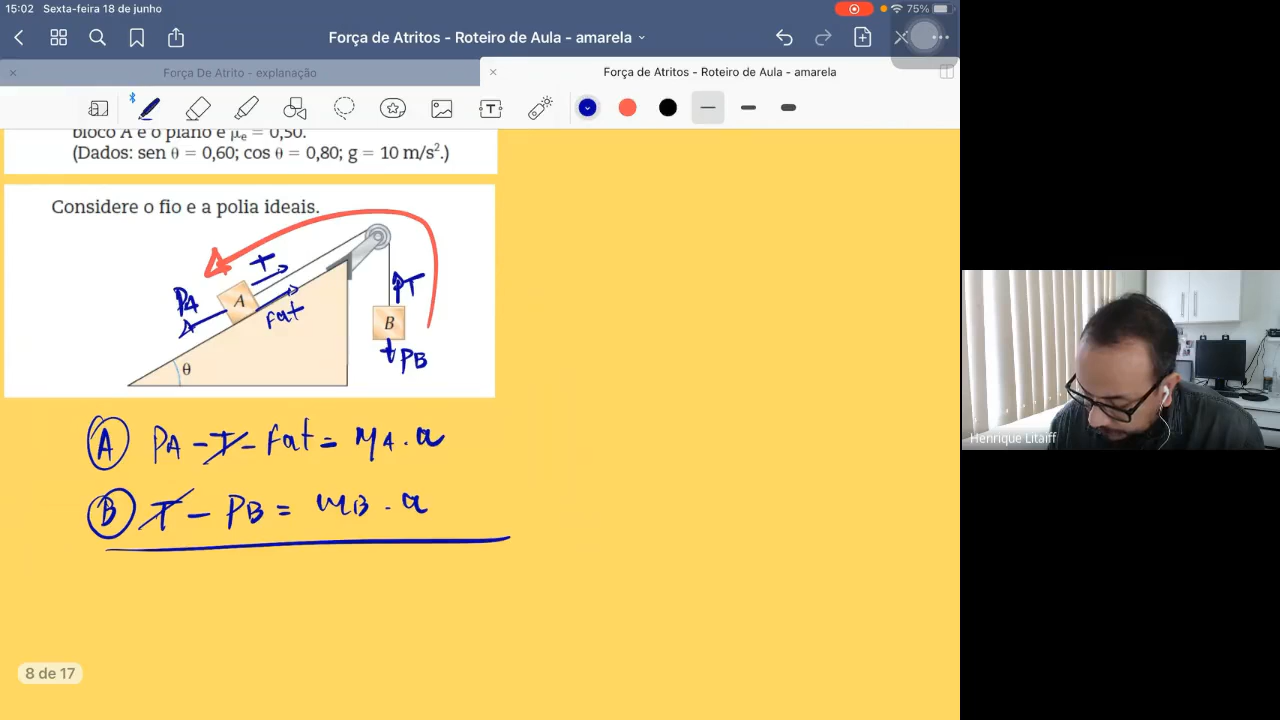 15:02 Sexta-feira 18 de junho
75%
Força de Atritos - Roteiro de Aula - amarela
Força De Atrito - explanação
Força de Atritos - Roteiro de Aula - amarela
bloco A e o plano é μe = 0,50.
(Dados: sen θ = 0,60; cos θ = 0,80; g = 10 m/s².)
Considere o fio e a polia ideais.
T
PA
A
Fat
T
B
PB
θ
A PA - T - Fat = mA . a
B T - PB = mB . a
8 de 17
Henrique Litaiff